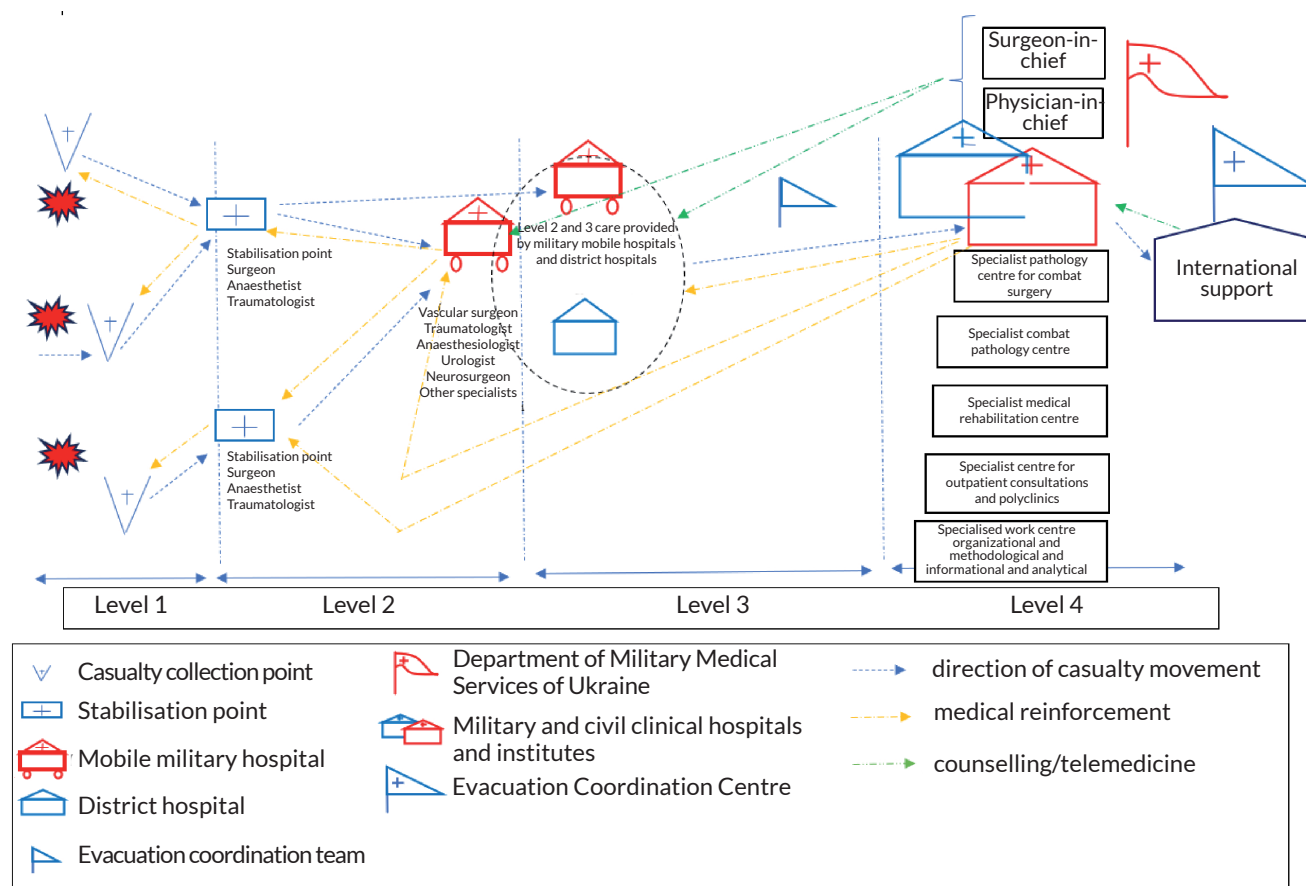 Surgeon-in-
chief
Physician-in-
chief
Level 2 and 3 care provided
by military mobile hospitals
and district hospitals
Stabilisation point
Surgeon
Anaesthetist
Traumatologist
Vascular surgeon
Traumatologist
Anaesthesiologist
Urologist
Neurosurgeon
Other specialists
Stabilisation point
Surgeon
Anaesthetist
Traumatologist
International
support
Specialist pathology
centre for combat
surgery
Specialist combat
pathology centre
Specialist medical
rehabilitation centre
Specialist centre for
outpatient consultations
and polyclinics
Specialised work centre
organizational and
methodological and
informational and analytical
Level 1
Level 2
Level 3
Level 4
Casualty collection point
Stabilisation point
Mobile military hospital
District hospital
Evacuation coordination team
Department of Military Medical
Services of Ukraine
Military and civil clinical hospitals
and institutes
Evacuation Coordination Centre
direction of casualty movement
medical reinforcement
counselling/telemedicine